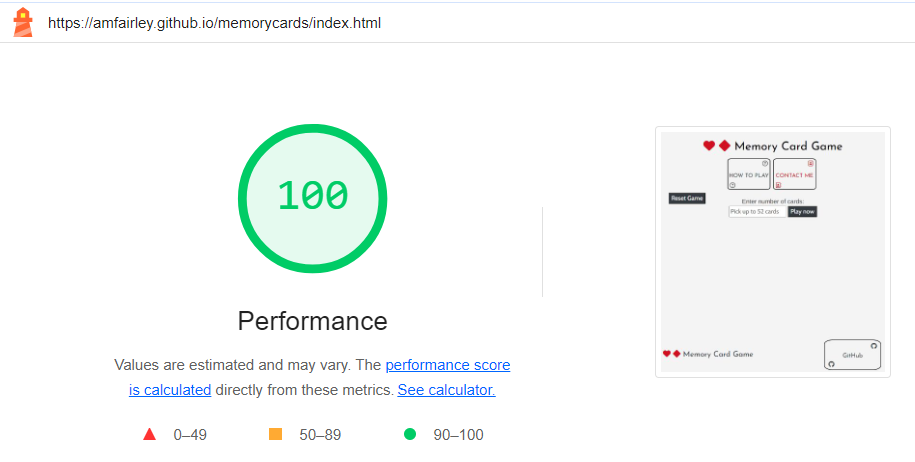 https://amfairley.github.io/memorycards/index.html
100
Performance
Values are estimated and may vary. The performance score
is calculated directly from these metrics. See calculator.
0–49 50–89 90–100
Memory Card Game
HOW TO PLAY CONTACT ME
Reset Game
Enter number of cards:
Pick up to 52 cards Play now
Memory Card Game
GitHub